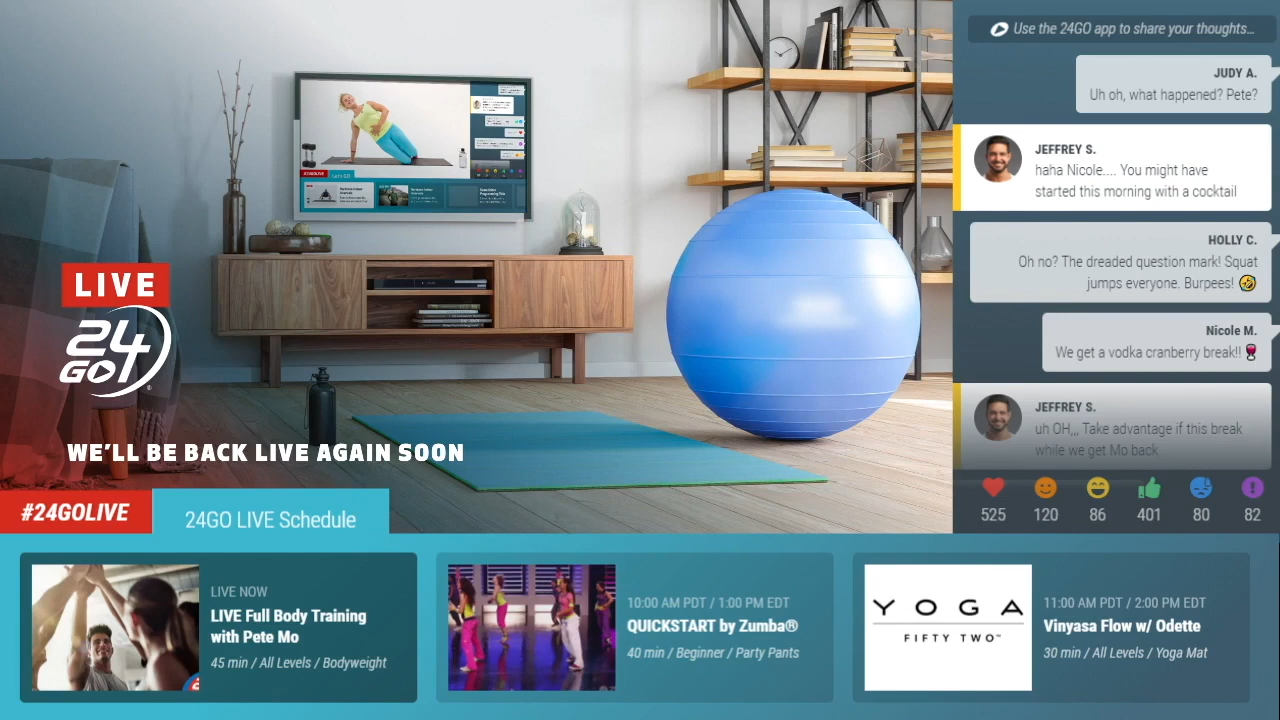 LIVE
24
GO
WE'LL BE BACK LIVE AGAIN SOON
#24GOLIVE
24GO LIVE Schedule
Use the 24GO app to share your thoughts...
JUDY A.
Uh oh, what happened? Pete?
JEFFREY S.
haha Nicole.... You might have
started this morning with a cocktail
HOLLY C.
Oh no? The dreaded question mark! Squat
jumps everyone. Burpees! 🤣
Nicole M.
We get a vodka cranberry break!! 🍷
JEFFREY S.
uh OH,,, Take advantage if this break
while we get Mo back
525
120
86
401
80
82
LIVE NOW
LIVE Full Body Training
with Pete Mo
45 min / All Levels / Bodyweight
10:00 AM PDT / 1:00 PM EDT
QUICKSTART by Zumba®
40 min / Beginner / Party Pants
YOGA
FIFTY TWO™
11:00 AM PDT / 2:00 PM EDT
Vinyasa Flow w/ Odette
30 min / All Levels / Yoga Mat